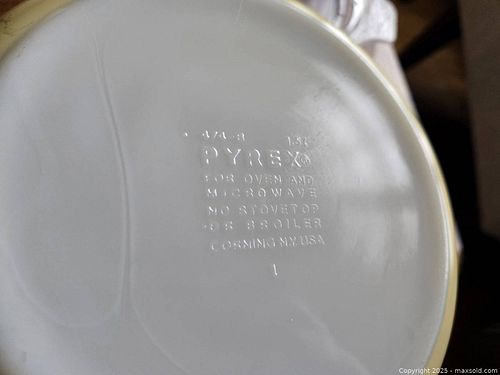 474-B 1.5L
PYREX®
FOR OVEN AND
MICROWAVE
NO STOVETOP
OR BROILER
CORNING N.Y. USA
1
Copyright 2025 - maxsold.com